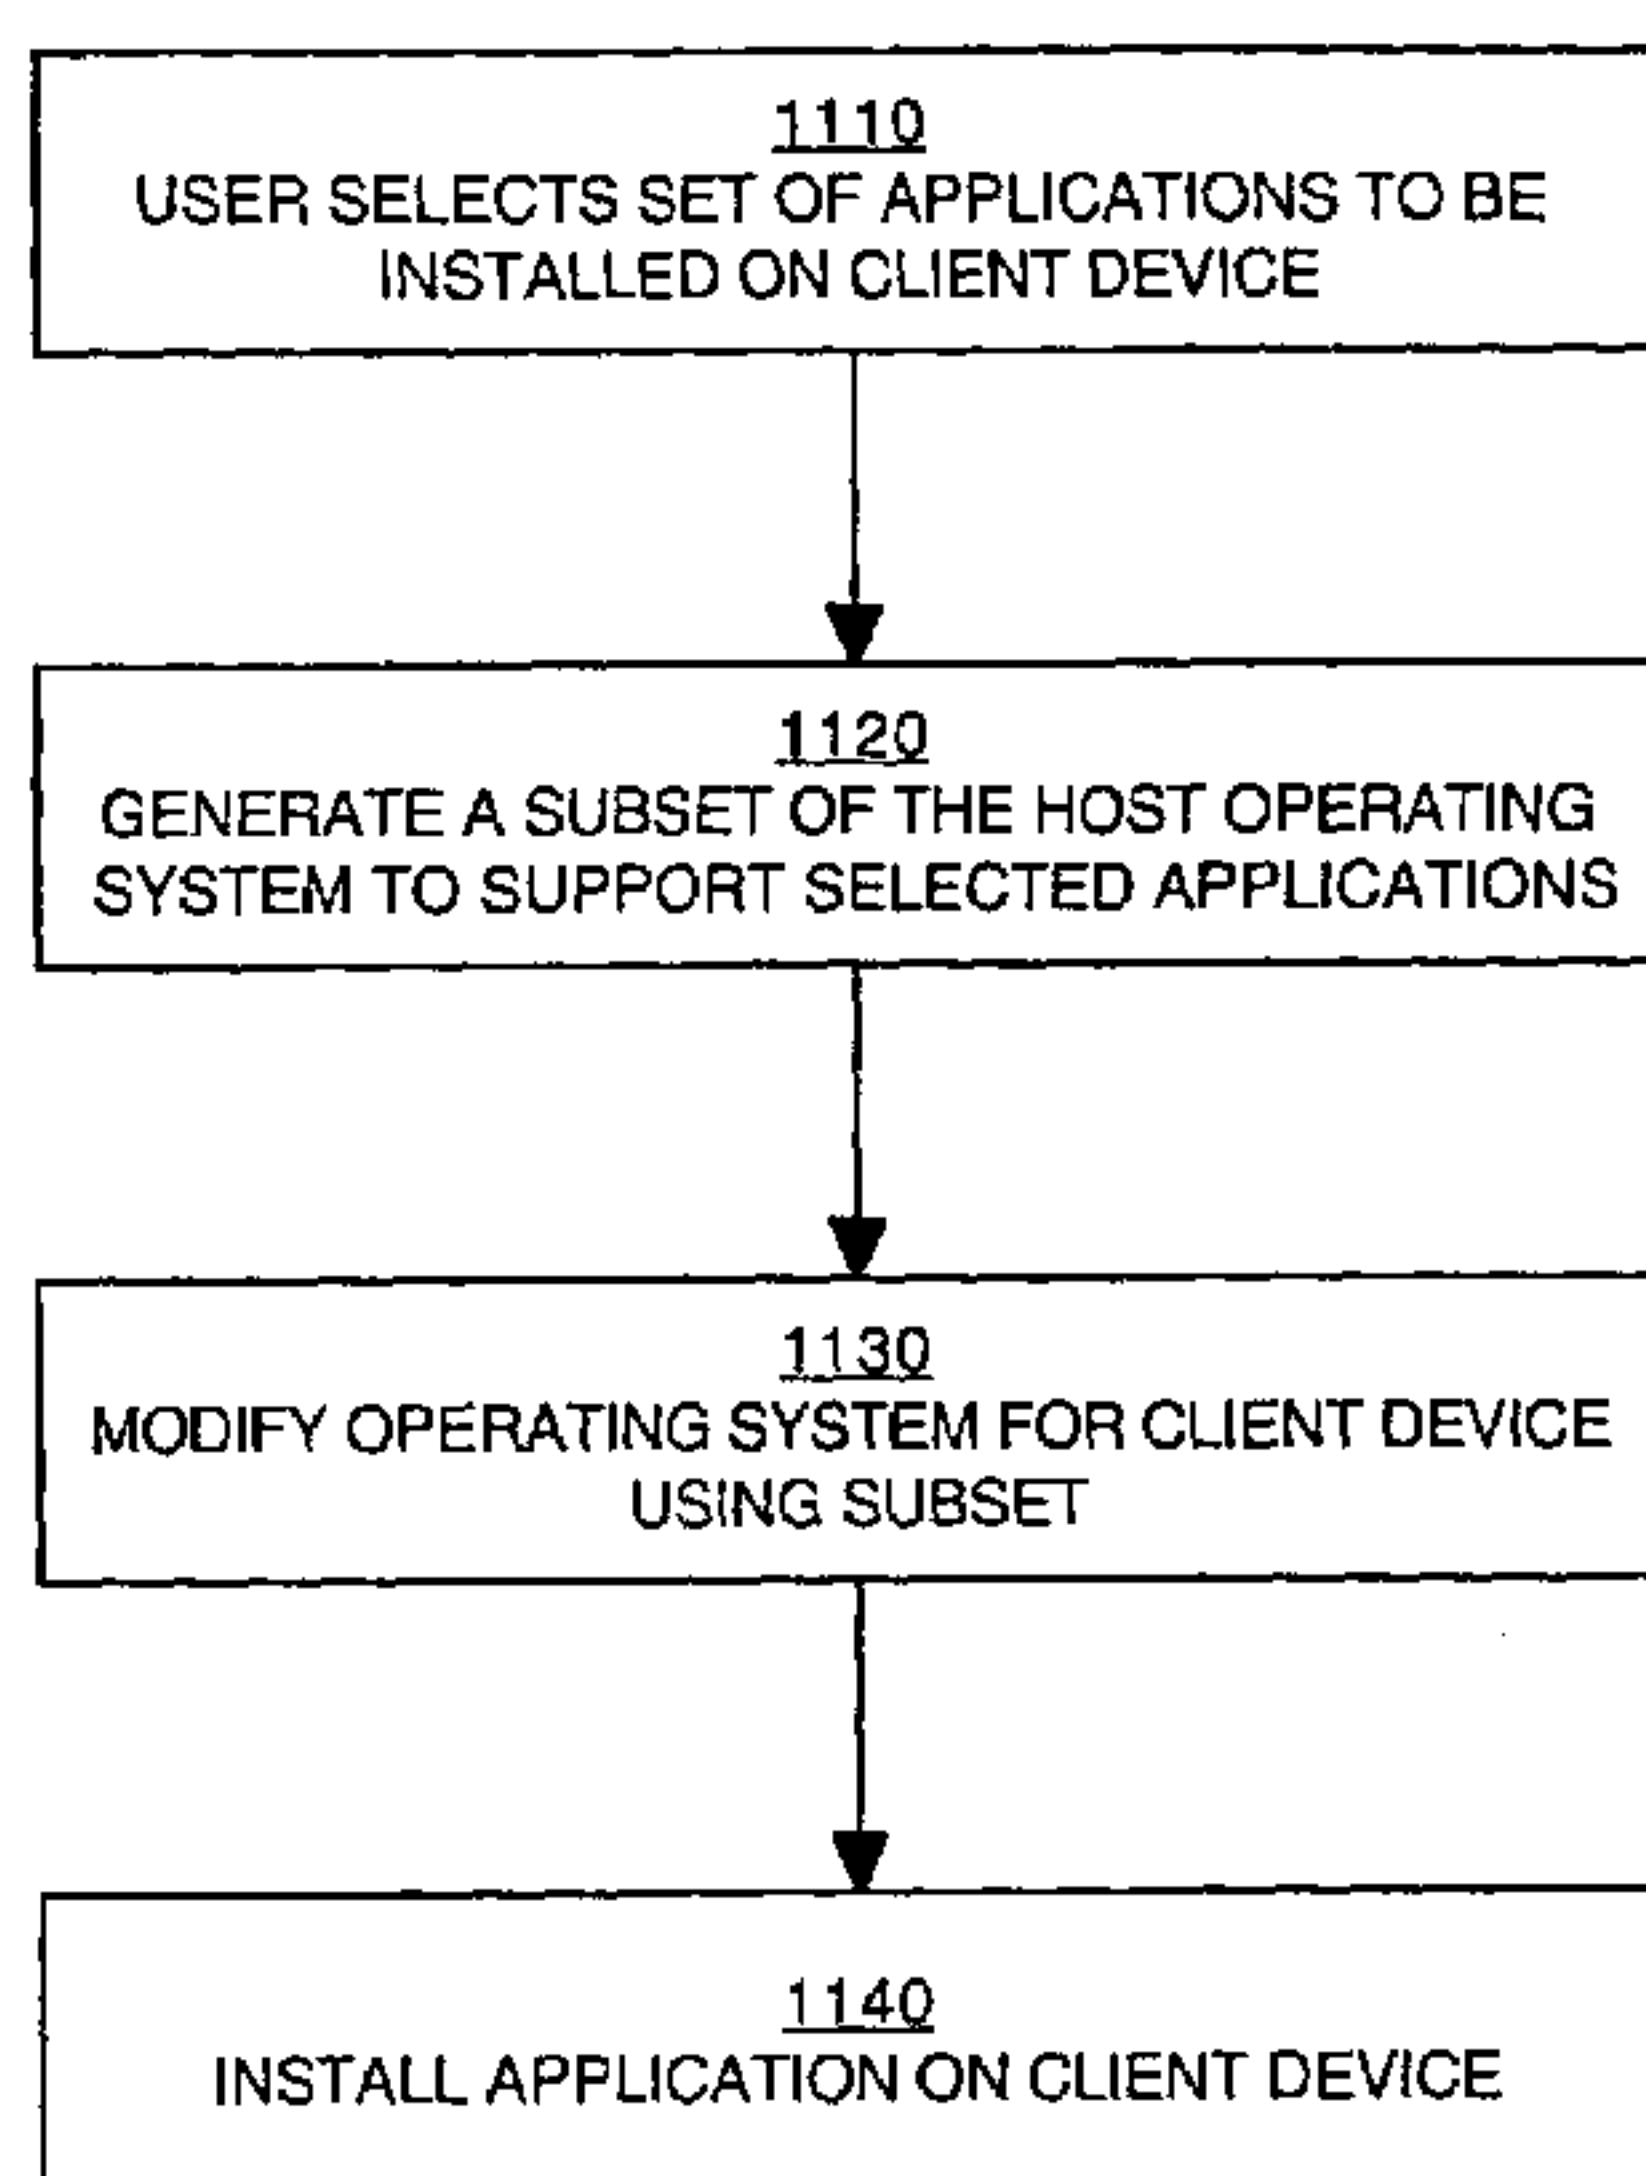 1110
USER SELECTS SET OF APPLICATIONS TO BE
INSTALLED ON CLIENT DEVICE
1120
GENERATE A SUBSET OF THE HOST OPERATING
SYSTEM TO SUPPORT SELECTED APPLICATIONS
1130
MODIFY OPERATING SYSTEM FOR CLIENT DEVICE
USING SUBSET
1140
INSTALL APPLICATION ON CLIENT DEVICE